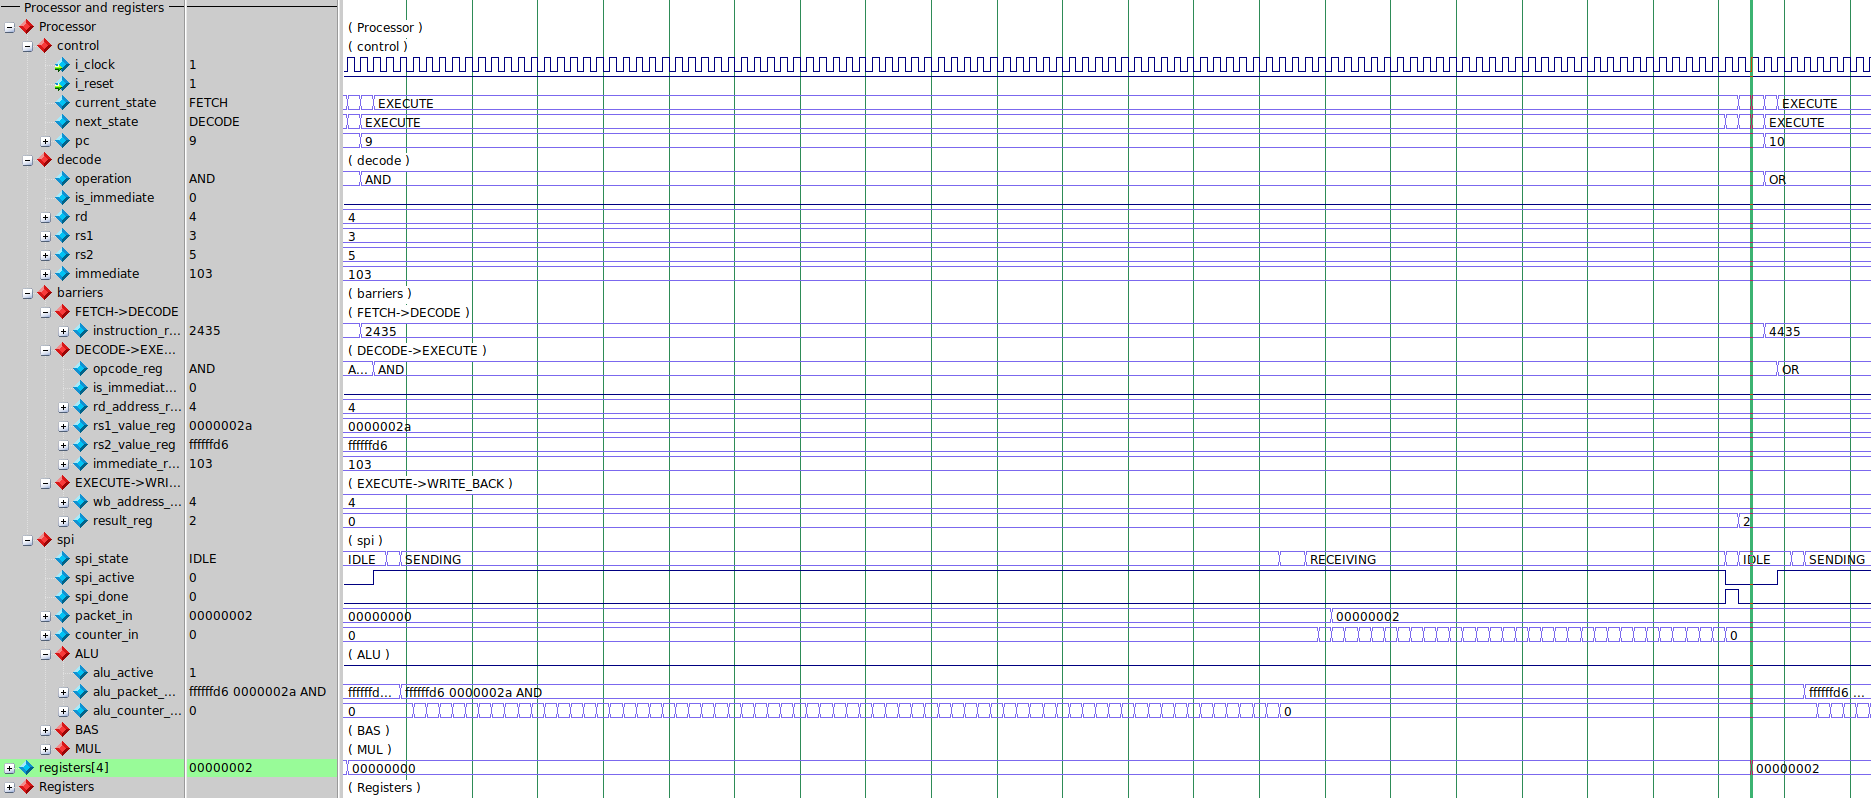 Processor and registers
Processor ( Processor )
control ( control )
i_clock 1
i_reset 1
current_state FETCH EXECUTE EXECUTE
next_state DECODE EXECUTE EXECUTE
pc 9 9 10
decode ( decode )
operation AND AND OR
is_immediate 0
rd 4 4
rs1 3 3
rs2 5 5
immediate 103 103
barriers ( barriers )
FETCH->DECODE ( FETCH->DECODE )
instruction_r... 2435 2435 4435
DECODE->EXE... ( DECODE->EXECUTE )
opcode_reg AND A... AND OR
is_immediat... 0
rd_address_r... 4 4
rs1_value_reg 0000002a 0000002a
rs2_value_reg ffffffd6 ffffffd6
immediate_r... 103 103
EXECUTE->WRI... ( EXECUTE->WRITE_BACK )
wb_address_... 4 4
result_reg 2 0 2
spi ( spi )
spi_state IDLE IDLE SENDING RECEIVING IDLE SENDING
spi_active 0
spi_done 0
packet_in 00000002 00000000 00000002
counter_in 0 0 0
ALU ( ALU )
alu_active 1
alu_packet_... ffffffd6 0000002a AND ffffffd... ffffffd6 0000002a AND ffffffd6 ...
alu_counter_... 0 0 0
BAS ( BAS )
MUL ( MUL )
registers[4] 00000002 00000000 00000002
Registers ( Registers )